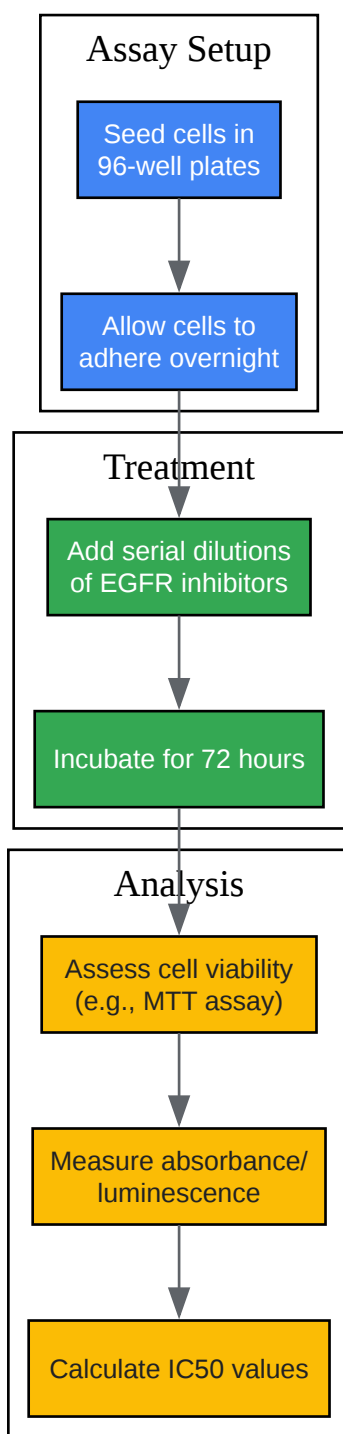 Assay Setup
Seed cells in
96-well plates
Allow cells to
adhere overnight
Treatment
Add serial dilutions
of EGFR inhibitors
Incubate for 72 hours
Analysis
Assess cell viability
(e.g., MTT assay)
Measure absorbance/
luminescence
Calculate IC50 values